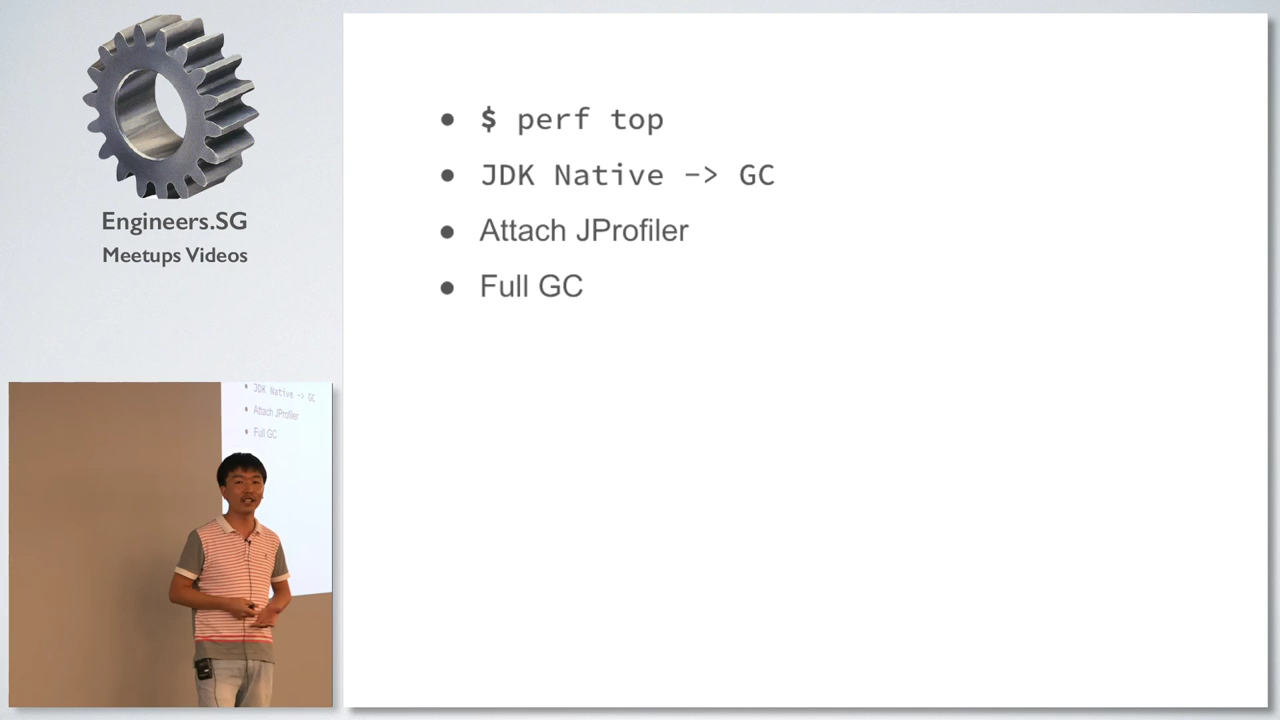 Engineers.SG
Meetups Videos
• $ perf top
• JDK Native -> GC
• Attach JProfiler
• Full GC
• JDK Native -> GC
• Attach JProfiler
• Full GC